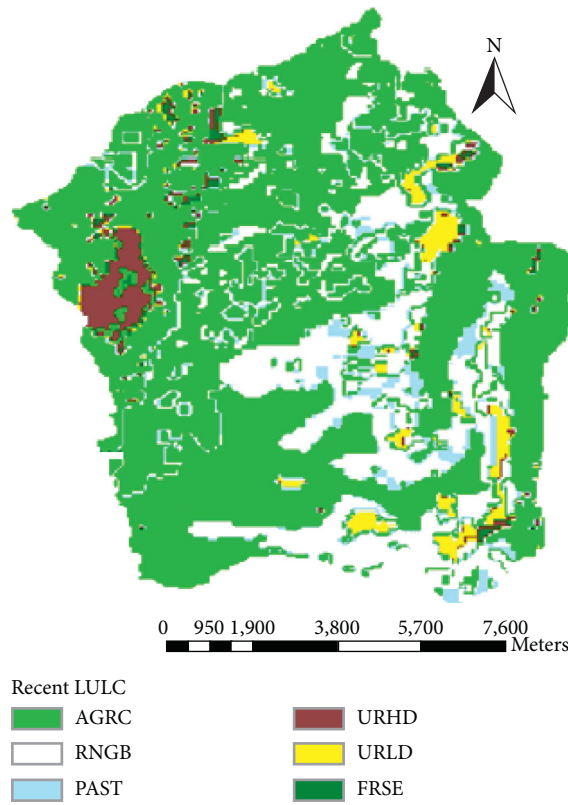 N
0 950 1,900 3,800 5,700 7,600
Meters
Recent LULC
AGRC URHD
RNGB URLD
PAST FRSE